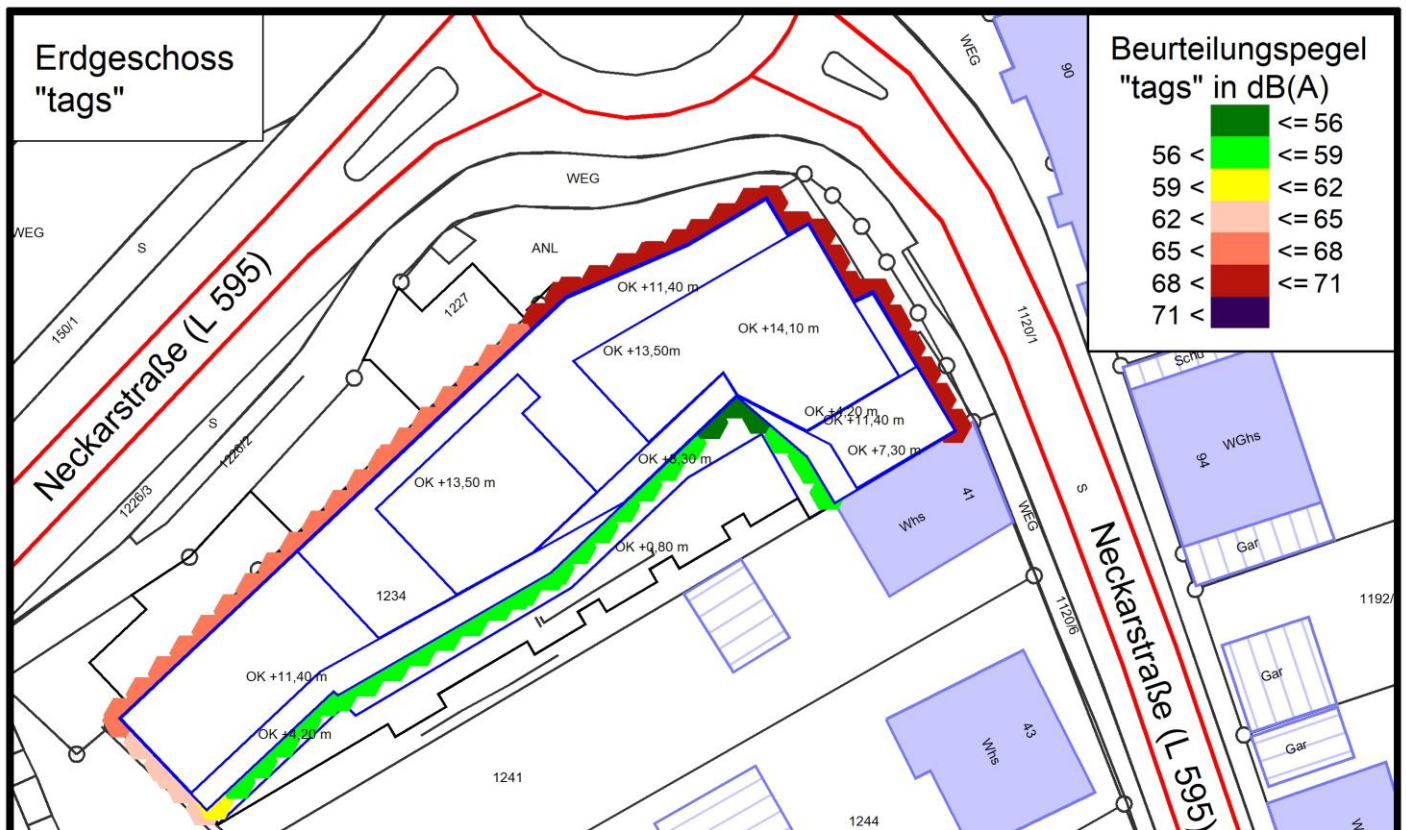 Erdgeschoss
"tags"
Beurteilungspegel
"tags" in dB(A)
<= 56
56 < <= 59
59 < <= 62
62 < <= 65
65 < <= 68
68 < <= 71
71 <
WEG
90
WEG
WEG
S
ANL
150/1
Neckarstraße (L 595)
1227
OK +11,40 m
OK +14,10 m
OK +13,50m
1120/1
Schu
S
1226/2
1226/3
OK +4,20 m
OK +11,40 m
OK +7,30 m
OK +8,30 m
OK +13,50 m
WGhs
94
41
Whs
WEG
S
Gar
OK +0,80 m
1234
1120/6
1192/
Neckarstraße (L 595)
OK +11,40 m
OK +4,20 m
Gar
Gar
43
Whs
1241
1244
W